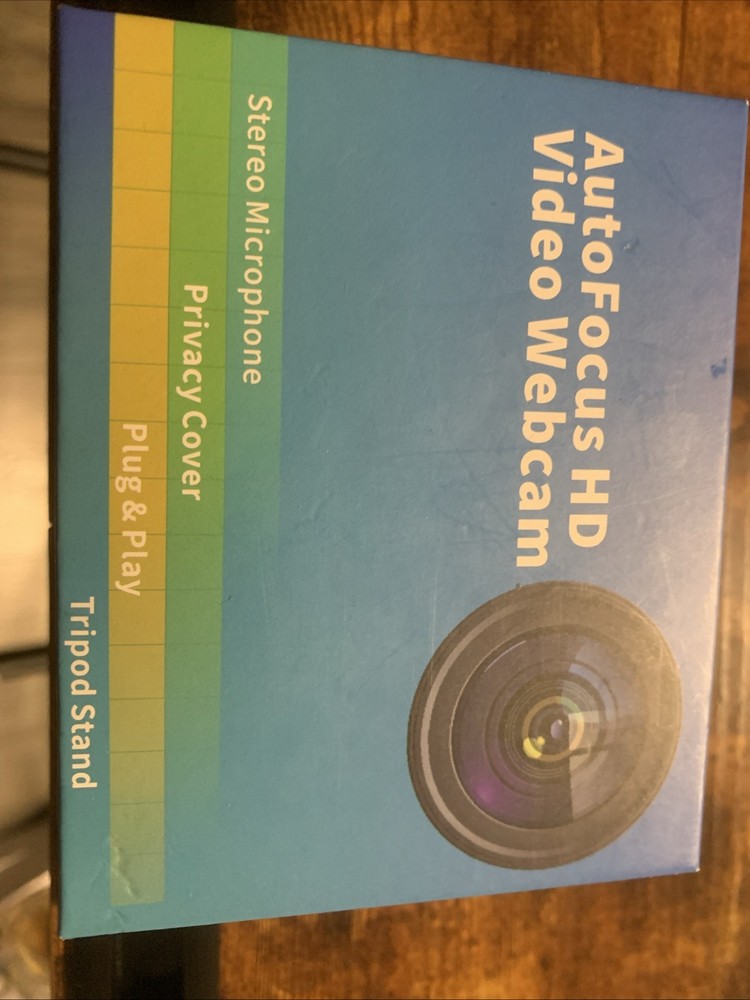 AutoFocus HD
Video Webcam
Stereo Microphone
Privacy Cover
Plug & Play
Tripod Stand